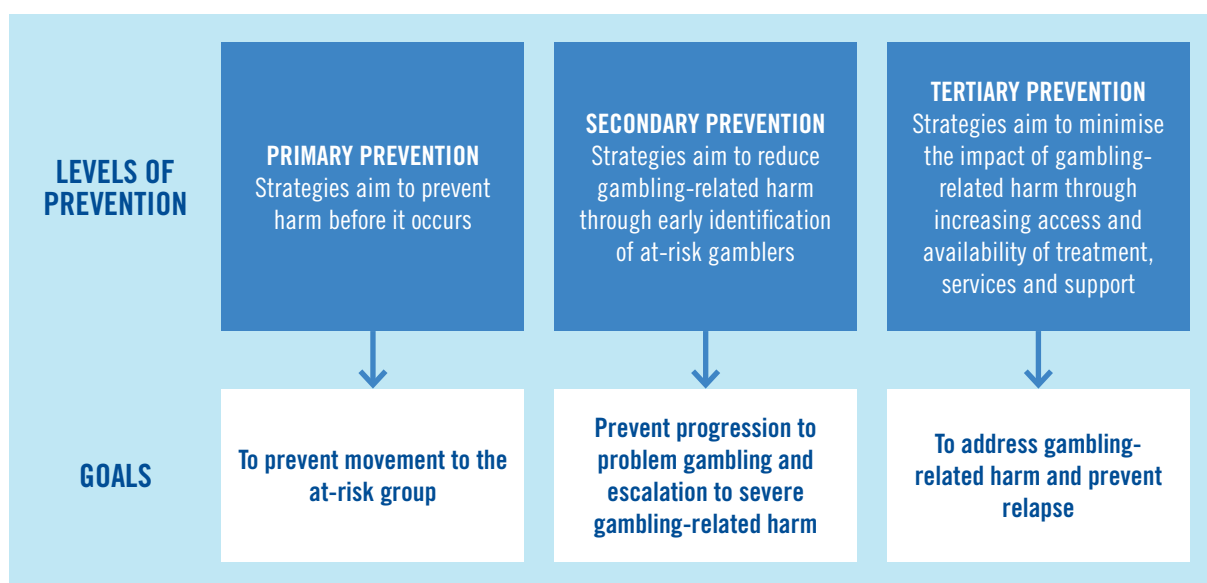 LEVELS OF
PREVENTION
PRIMARY PREVENTION
Strategies aim to prevent
harm before it occurs
SECONDARY PREVENTION
Strategies aim to reduce
gambling-related harm
through early identification
of at-risk gamblers
TERTIARY PREVENTION
Strategies aim to minimise
the impact of gambling-
related harm through
increasing access and
availability of treatment,
services and support
GOALS
To prevent movement to the
at-risk group
Prevent progression to
problem gambling and
escalation to severe
gambling-related harm
To address gambling-
related harm and prevent
relapse